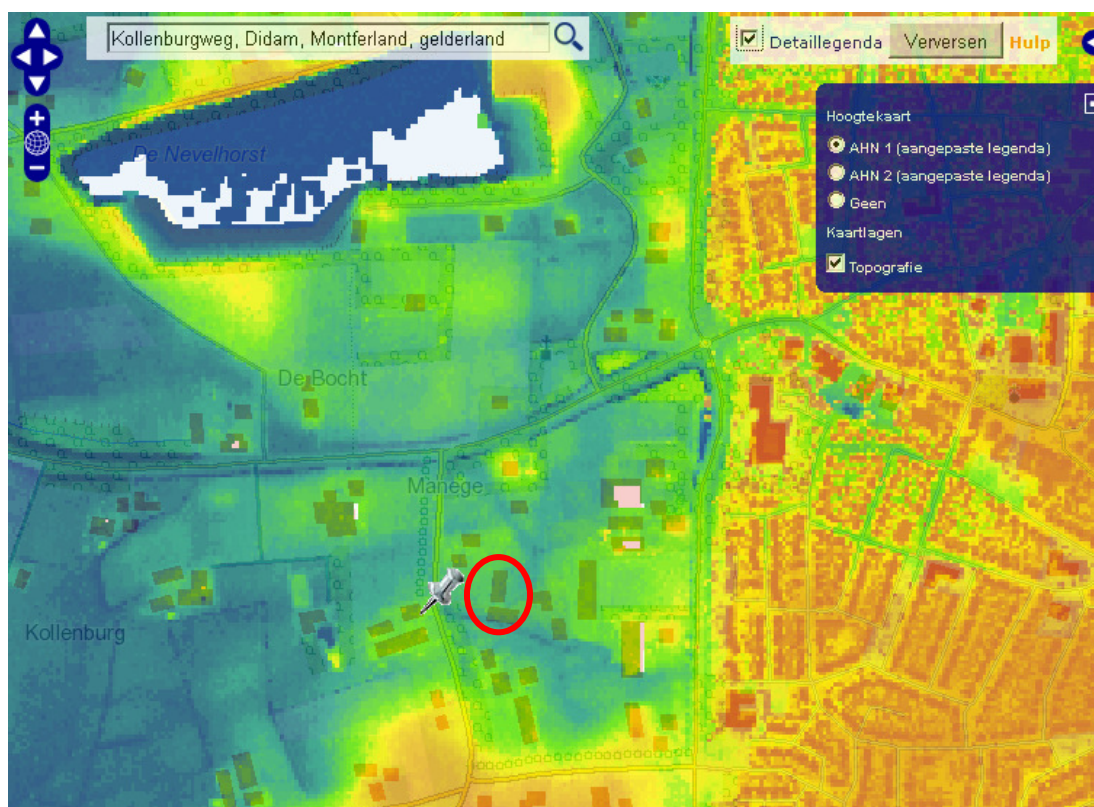 Kollenburgweg, Didam, Montferland, gelderland
Detaillegenda Verversen Hulp
Hoogtekaart
AHN 1 (aangepaste legenda)
AHN 2 (aangepaste legenda)
Geen
Kaartlagen
Topografie
De Nevelhorst
De Bocht
Manege
Kollenburg